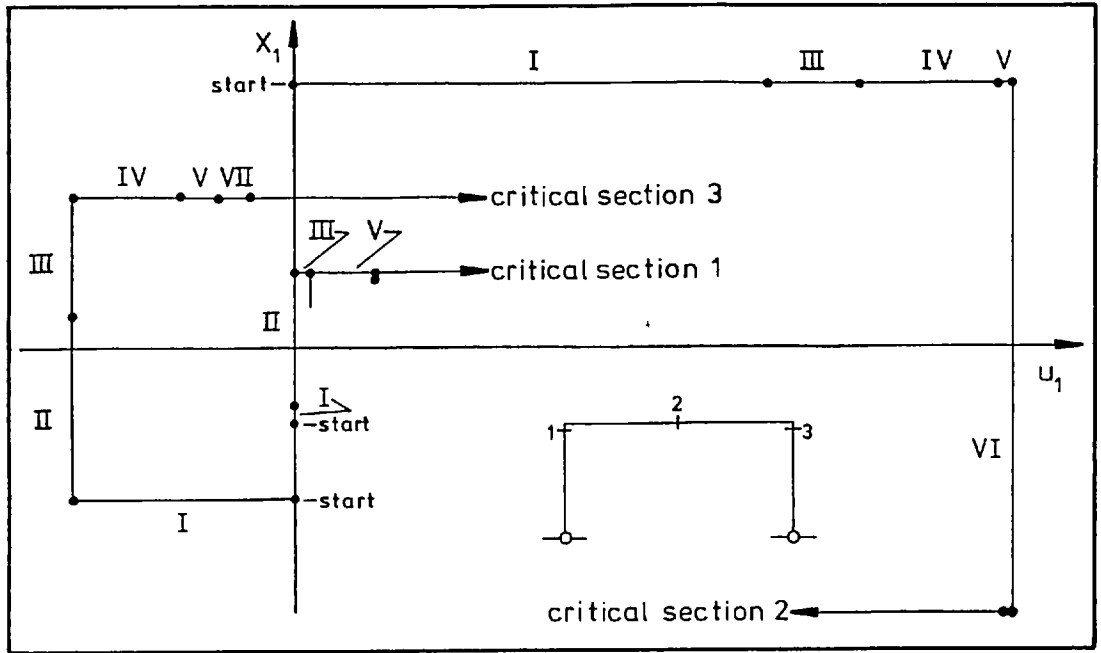 X₁
I III IV V
start
IV V VII
critical section 3
III V
III
critical section 1
II
u₁
I
II
start
2
1 3
VI
start
I
critical section 2